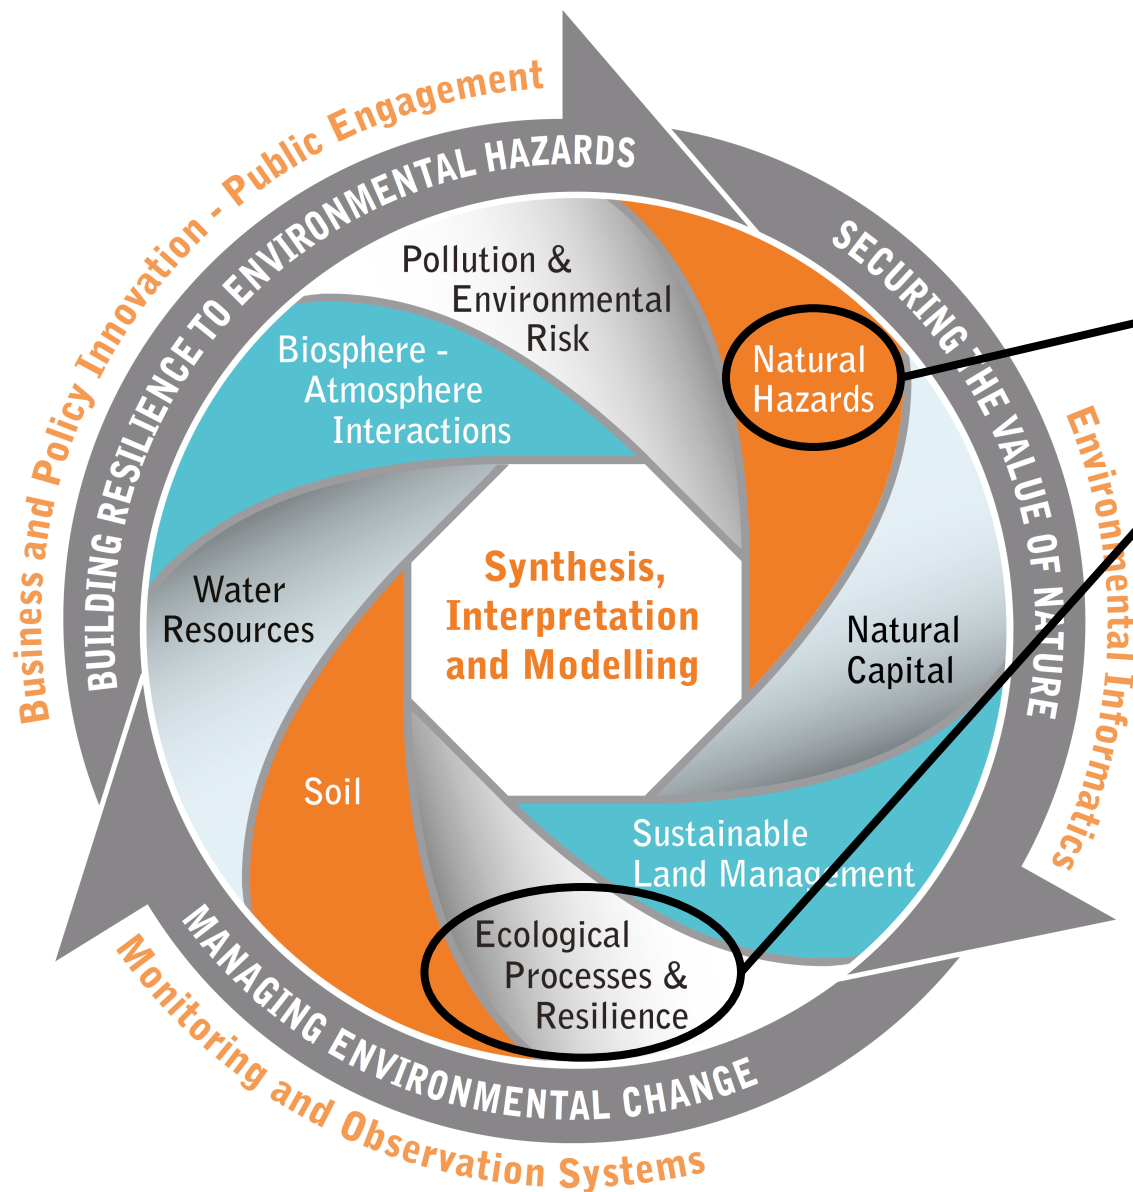 Business and Policy Innovation - Public Engagement
BUILDING RESILIENCE TO ENVIRONMENTAL HAZARDS
SECURING THE VALUE OF NATURE
Environmental Informatics
MANAGING ENVIRONMENTAL CHANGE
Monitoring and Observation Systems
Pollution &
Environmental
Risk
Natural
Hazards
Biosphere -
Atmosphere
Interactions
Water
Resources
Synthesis,
Interpretation
and Modelling
Natural
Capital
Soil
Sustainable
Land Management
Ecological
Processes &
Resilience